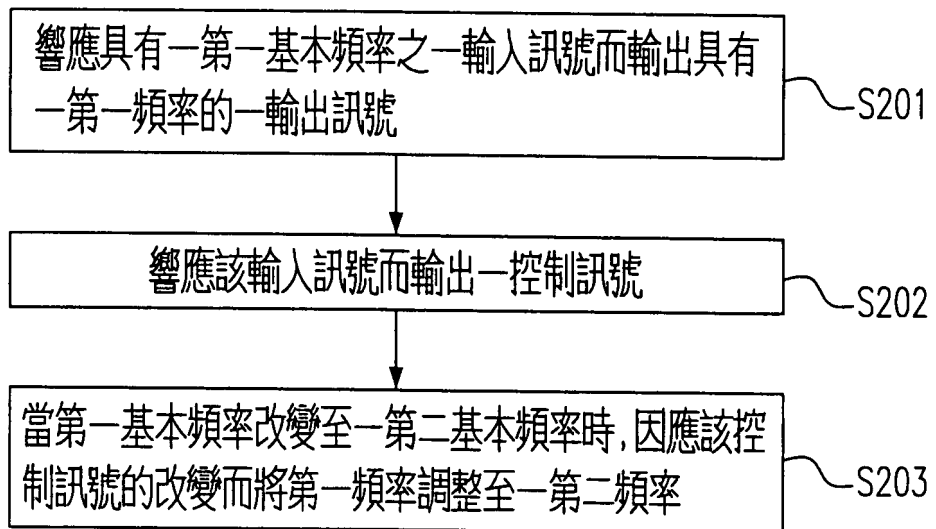 響應具有一第一基本頻率之一輸入訊號而輸出具有
一第一頻率的一輸出訊號
S201
響應該輸入訊號而輸出一控制訊號
S202
當第一基本頻率改變至一第二基本頻率時,因應該控
制訊號的改變而將第一頻率調整至一第二頻率
S203